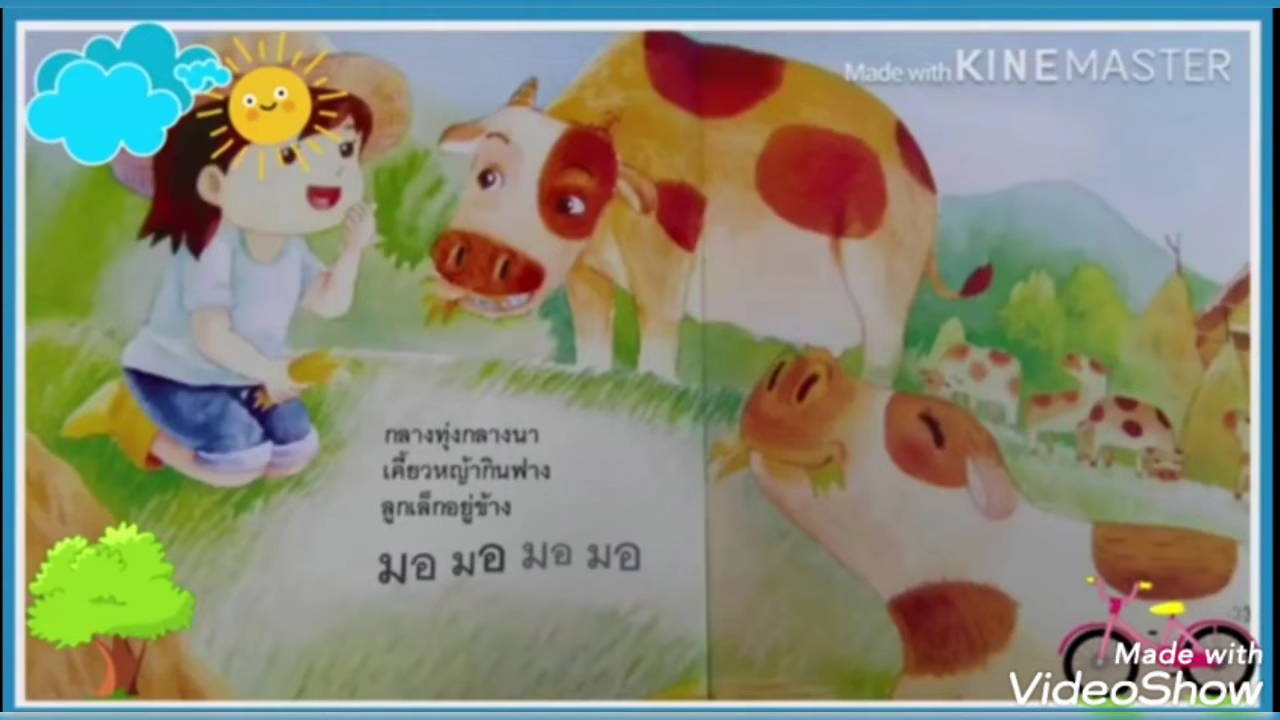 Made with KINEMASTER
กลางทุ่งกลางนา
เคี้ยวหญ้ากินฟาง
ลูกเล็กอยู่ข้าง
มอ มอ มอ มอ
Made with
VideoShow